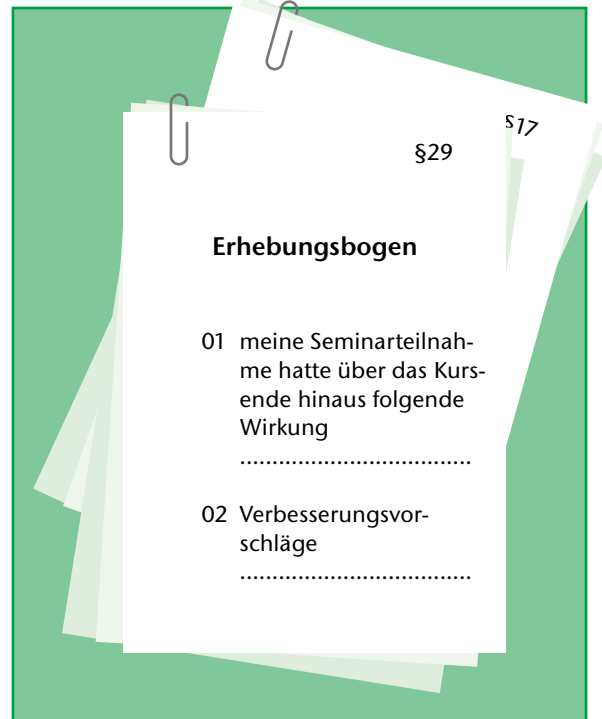 §17
§29
Erhebungsbogen
01 meine Seminarteilnah-
me hatte über das Kurs-
ende hinaus folgende
Wirkung
....................................
02 Verbesserungsvor-
schläge
....................................